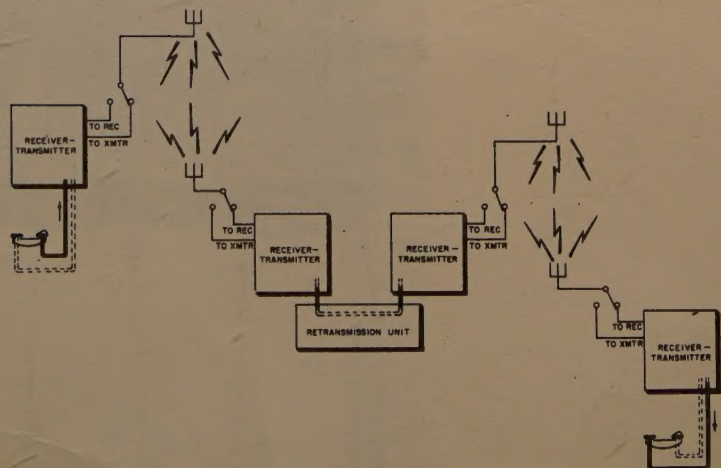 RECEIVER-
TRANSMITTER
TO REC
TO XMTR
RECEIVER-
TRANSMITTER
TO REC
TO XMTR
RECEIVER-
TRANSMITTER
TO REC
TO XMTR
RETRANSMISSION UNIT
RECEIVER-
TRANSMITTER
TO REC
TO XMTR